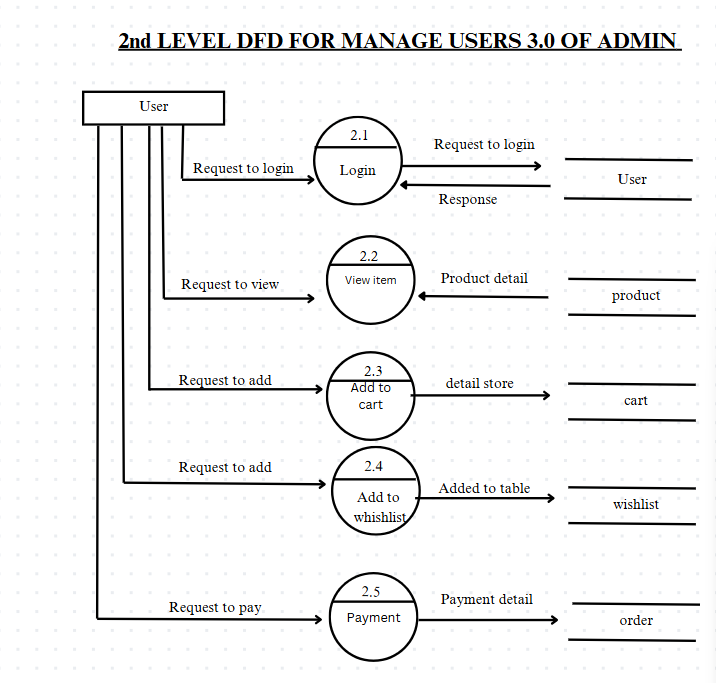 2nd LEVEL DFD FOR MANAGE USERS 3.0 OF ADMIN
User
2.1
Login
Request to login
Request to login
Response
User
2.2
View item
Request to view
Product detail
product
2.3
Add to
cart
Request to add
detail store
cart
2.4
Add to
whishlist
Request to add
Added to table
wishlist
2.5
Payment
Request to pay
Payment detail
order